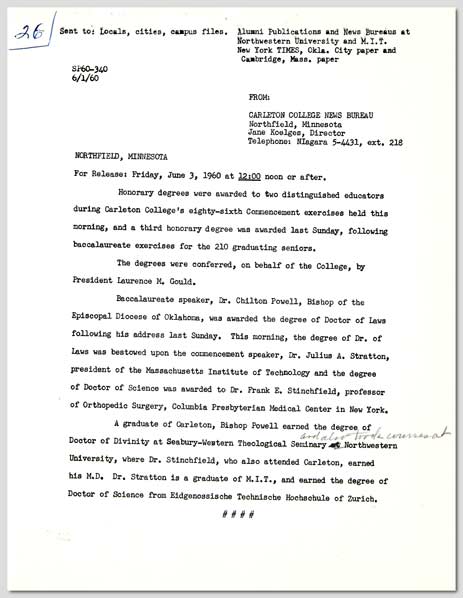 26
Sent to: Locals, cities, campus files. Alumni Publications and News Bureaus at
Northwestern University and M.I.T.
New York TIMES, Okla. City paper and
Cambridge, Mass. paper
SP60-340
6/1/60
FROM:
CARLETON COLLEGE NEWS BUREAU
Northfield, Minnesota
Jane Koelges, Director
Telephone: NIagara 5-4431, ext. 218
NORTHFIELD, MINNESOTA
For Release: Friday, June 3, 1960 at 12:00 noon or after.
Honorary degrees were awarded to two distinguished educators
during Carleton College's eighty-sixth Commencement exercises held this
morning, and a third honorary degree was awarded last Sunday, following
baccalaureate exercises for the 210 graduating seniors.
The degrees were conferred, on behalf of the College, by
President Laurence M. Gould.
Baccalaureate speaker, Dr. Chilton Powell, Bishop of the
Episcopal Diocese of Oklahoma, was awarded the degree of Doctor of Laws
following his address last Sunday. This morning, the degree of Dr. of
Laws was bestowed upon the commencement speaker, Dr. Julius A. Stratton,
president of the Massachusetts Institute of Technology and the degree
of Doctor of Science was awarded to Dr. Frank E. Stinchfield, professor
of Orthopedic Surgery, Columbia Presbyterian Medical Center in New York.
A graduate of Carleton, Bishop Powell earned the degree of
and also took courses at
Doctor of Divinity at Seabury-Western Theological Seminary Northwestern
University, where Dr. Stinchfield, who also attended Carleton, earned
his M.D. Dr. Stratton is a graduate of M.I.T., and earned the degree of
Doctor of Science from Eidgenossische Technische Hochschule of Zurich.
# # # #